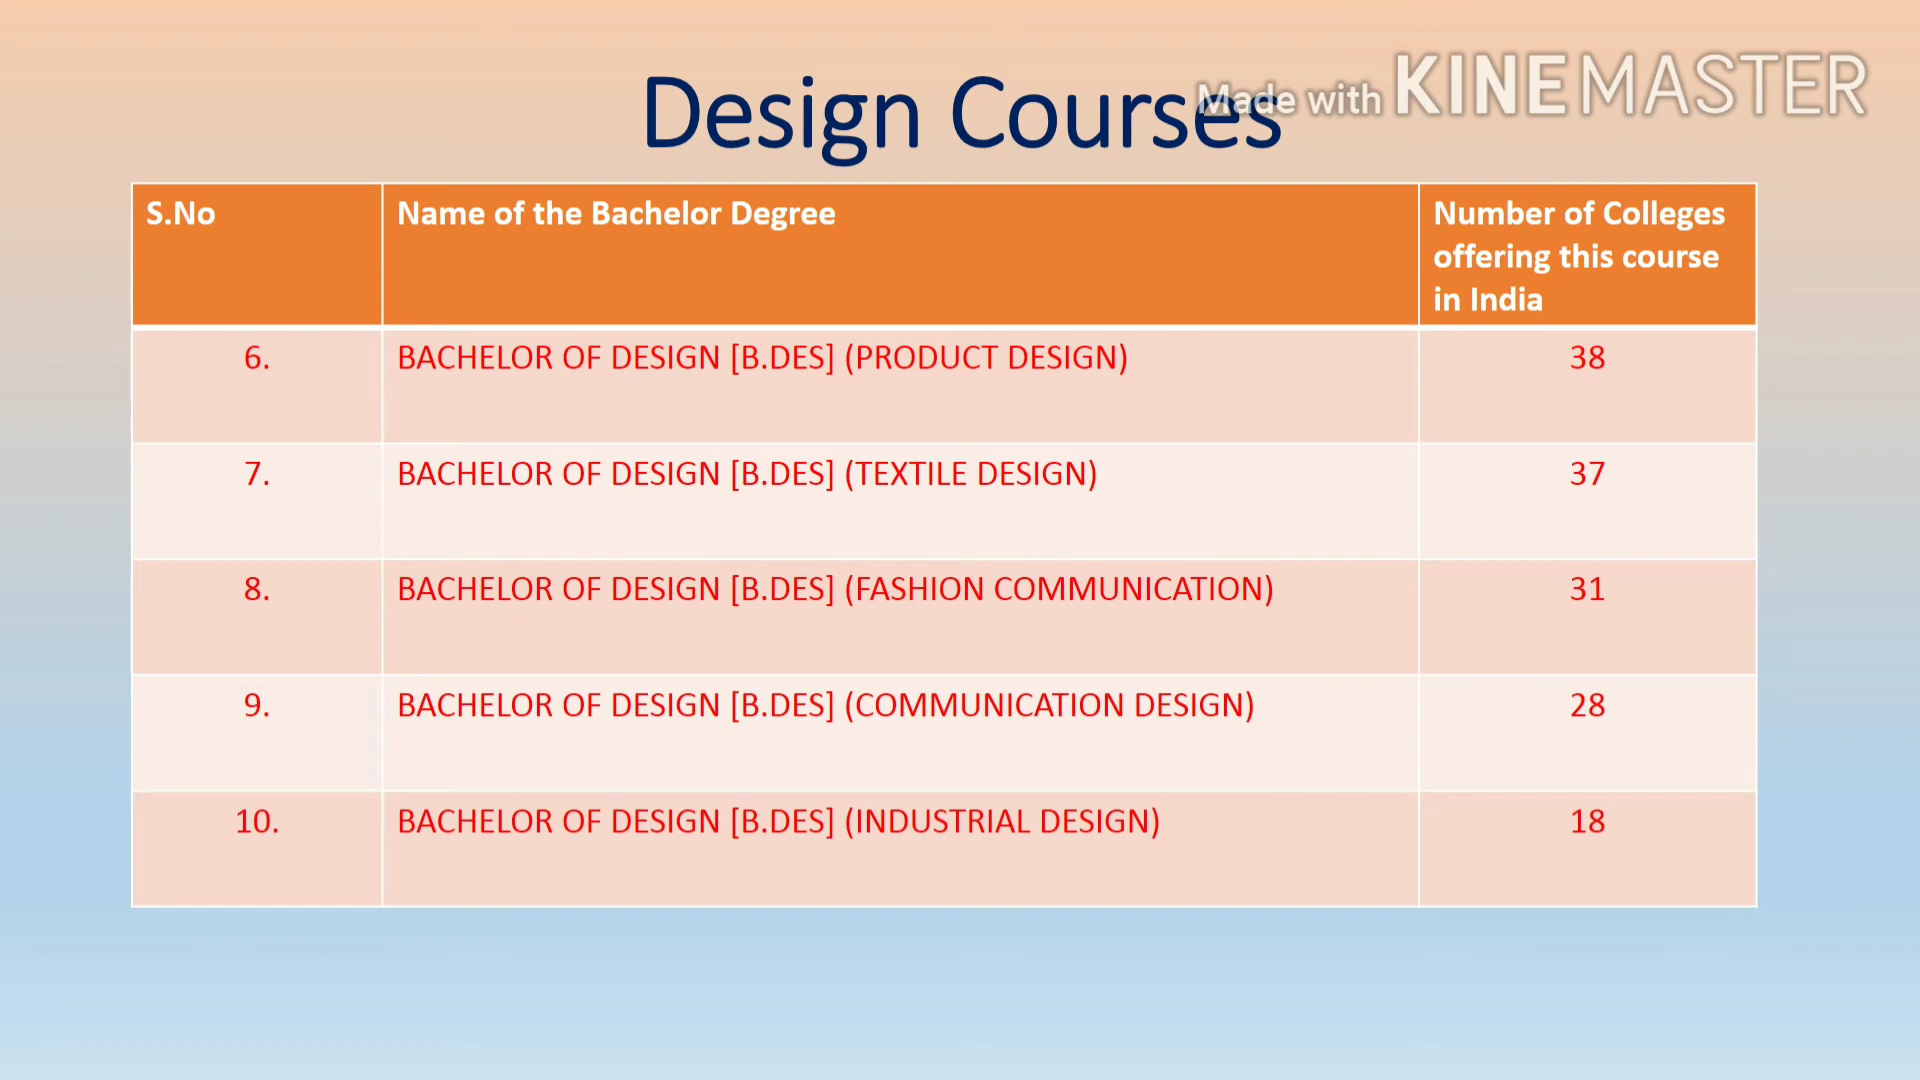 Design Courses
Made with KINEMASTER
S.No
Name of the Bachelor Degree
Number of Colleges
offering this course
in India
6.
BACHELOR OF DESIGN [B.DES] (PRODUCT DESIGN)
38
7.
BACHELOR OF DESIGN [B.DES] (TEXTILE DESIGN)
37
8.
BACHELOR OF DESIGN [B.DES] (FASHION COMMUNICATION)
31
9.
BACHELOR OF DESIGN [B.DES] (COMMUNICATION DESIGN)
28
10.
BACHELOR OF DESIGN [B.DES] (INDUSTRIAL DESIGN)
18